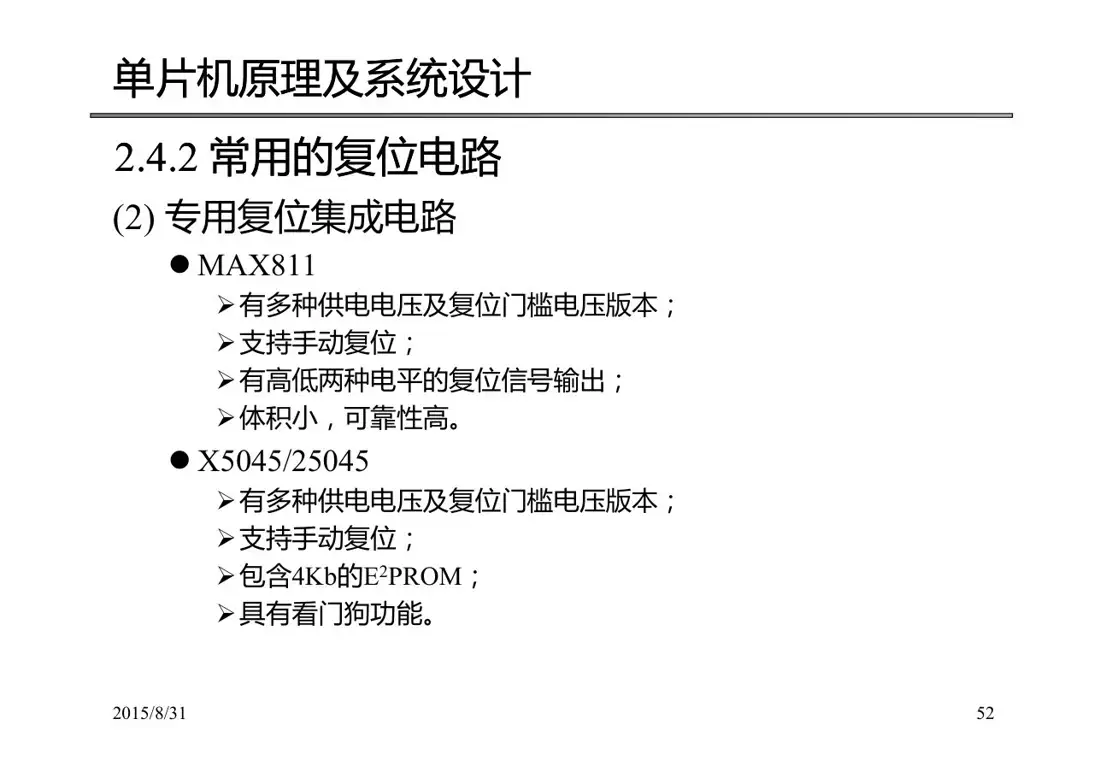 单片机原理及系统设计
2.4.2 常用的复位电路
(2) 专用复位集成电路
● MAX811
➢有多种供电电压及复位门槛电压版本；
➢支持手动复位；
➢有高低两种电平的复位信号输出；
➢体积小，可靠性高。
● X5045/25045
➢有多种供电电压及复位门槛电压版本；
➢支持手动复位；
➢包含4Kb的E²PROM；
➢具有看门狗功能。
2015/8/31
52